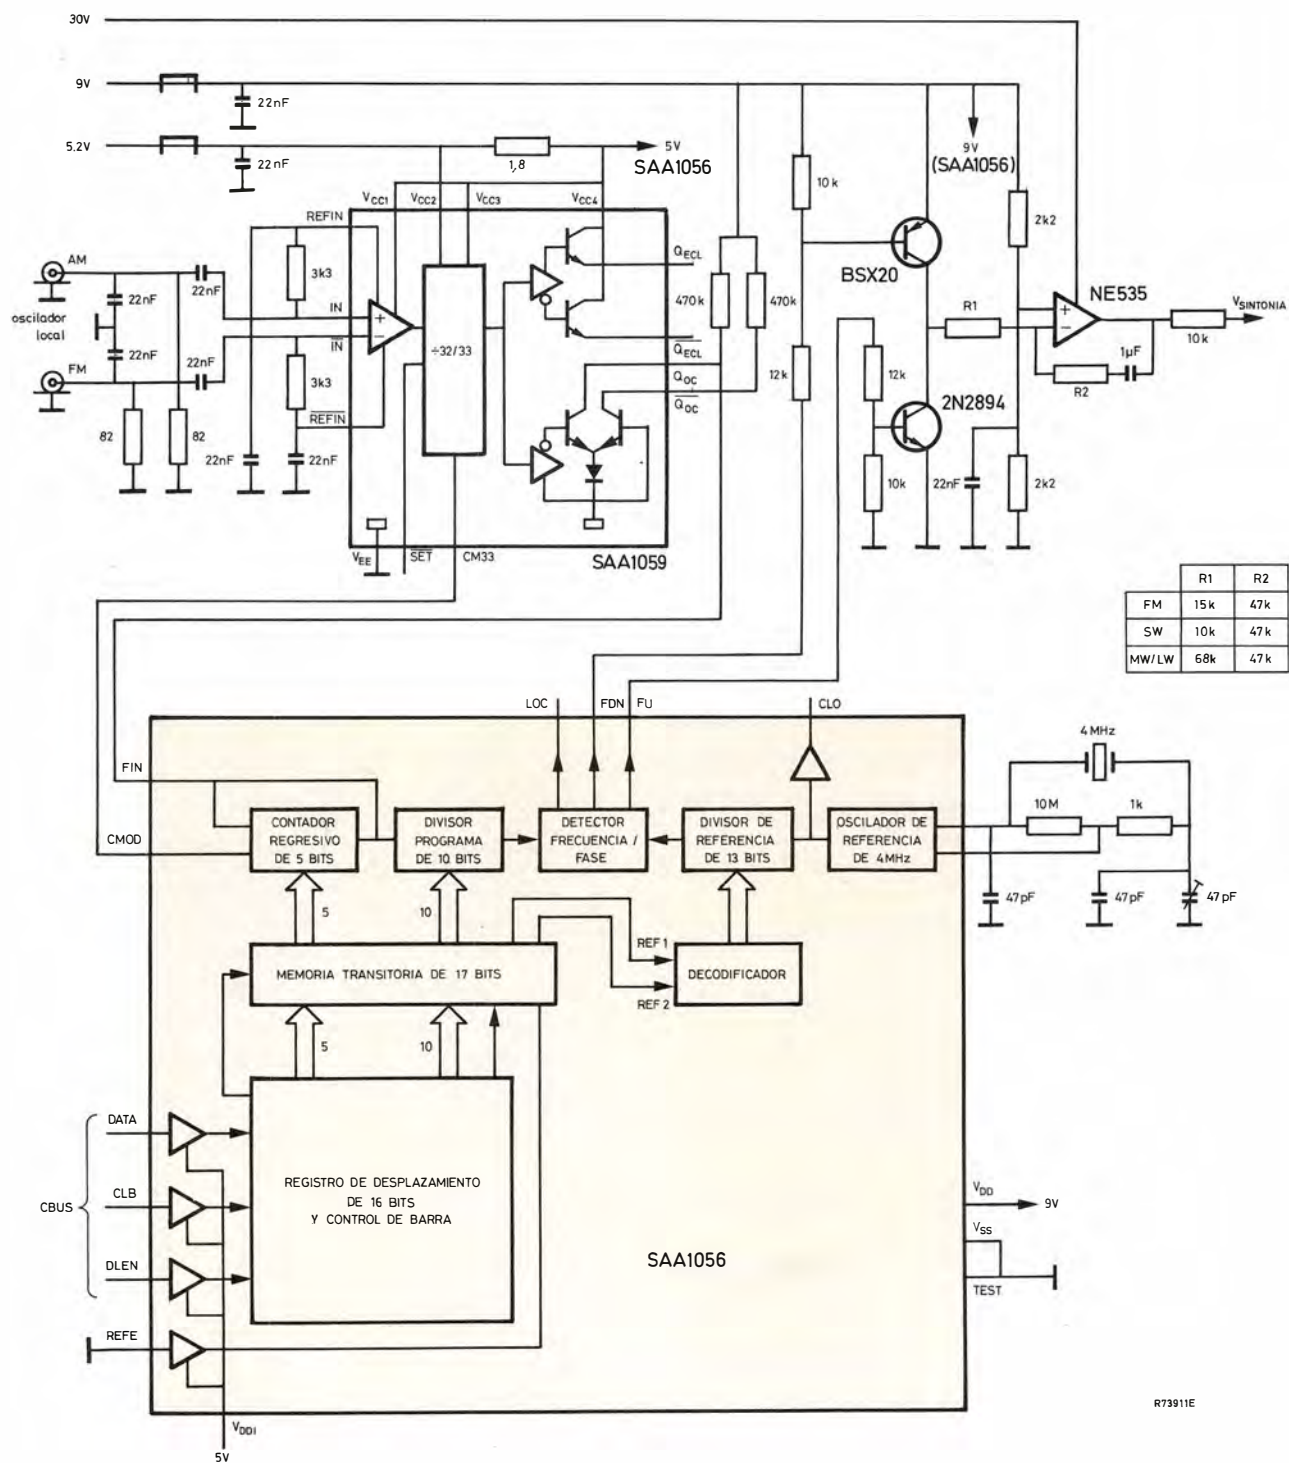 30V
9V
22nF
5.2V
22nF
1,8
5V
SAA1056
9V
(SAA1056)
10k
2k2
VCC1
VCC2
VCC3
VCC4
REFIN
AM
3k3
22nF
22nF
IN
oscilador
local
IN
22nF
22nF
FM
3k3
REFIN
82
82
22nF
22nF
+
−
÷32/33
QECL
QECL
QOC
QOC
470k
470k
BSX20
12k
12k
2N2894
10k
22nF
2k2
R1
+
−
NE535
VSINTONIA
10k
1µF
R2
VEE
SET
CM33
SAA1059
R1 R2
FM 15k 47k
SW 10k 47k
MW/LW 68k 47k
LOC
FDN
FU
CLO
FIN
CMOD
CONTADOR
REGRESIVO
DE 5 BITS
DIVISOR
PROGRAMA
DE 10 BITS
DETECTOR
FRECUENCIA /
FASE
DIVISOR DE
REFERENCIA
DE 13 BITS
OSCILADOR DE
REFERENCIA
DE 4MHz
4MHz
10M
1k
47pF
47pF
47pF
5
10
MEMORIA TRANSITORIA DE 17 BITS
REF 1
REF 2
DECODIFICADOR
5
10
DATA
CLB
CBUS
DLEN
REFE
REGISTRO DE DESPLAZAMIENTO
DE 16 BITS
Y CONTROL DE BARRA
SAA1056
VDD
9V
VSS
TEST
VDD1
5V
R73911E